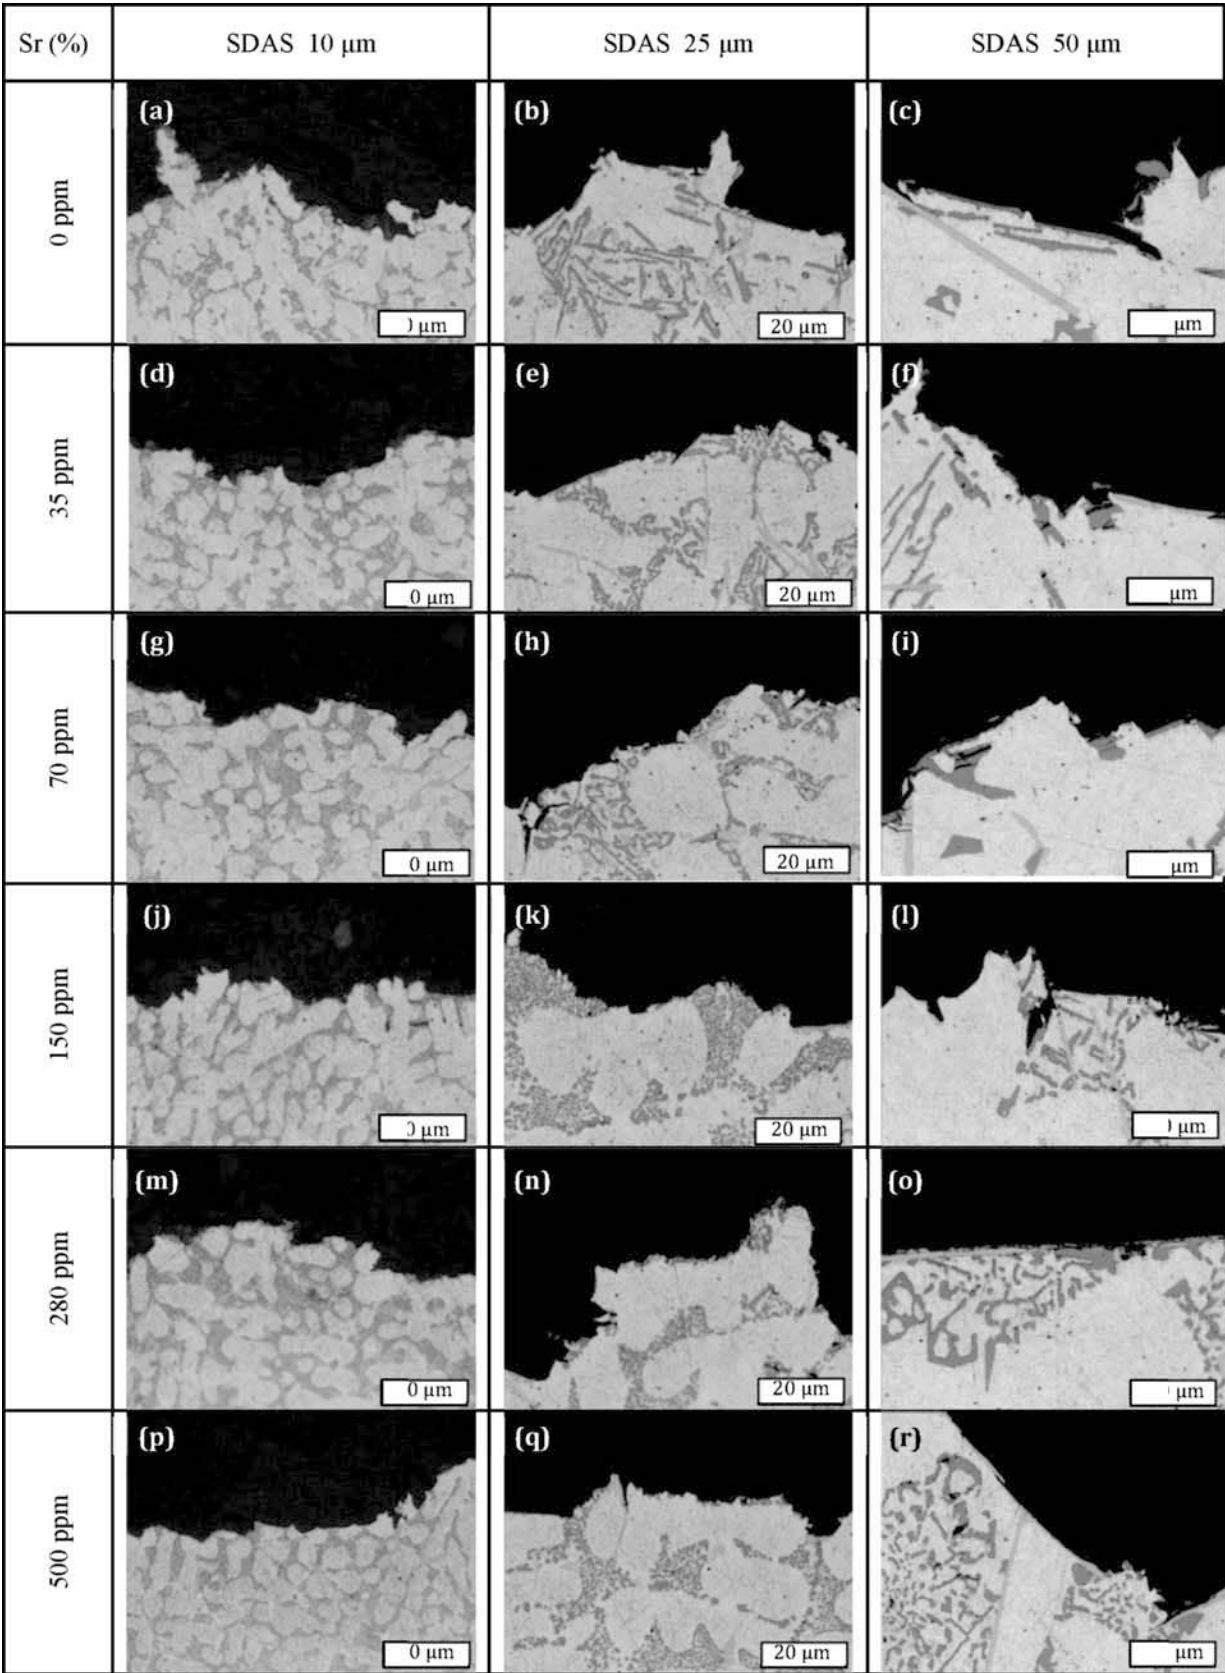 Sr (%) SDAS 10 μm SDAS 25 μm SDAS 50 μm
0 ppm
(a) (b) (c)
μm 20 μm μm
35 ppm
(d) (e) (f)
0 μm 20 μm μm
70 ppm
(g) (h) (i)
0 μm 20 μm μm
150 ppm
(j) (k) (l)
μm 20 μm μm
280 ppm
(m) (n) (o)
0 μm 20 μm μm
500 ppm
(p) (q) (r)
0 μm 20 μm μm